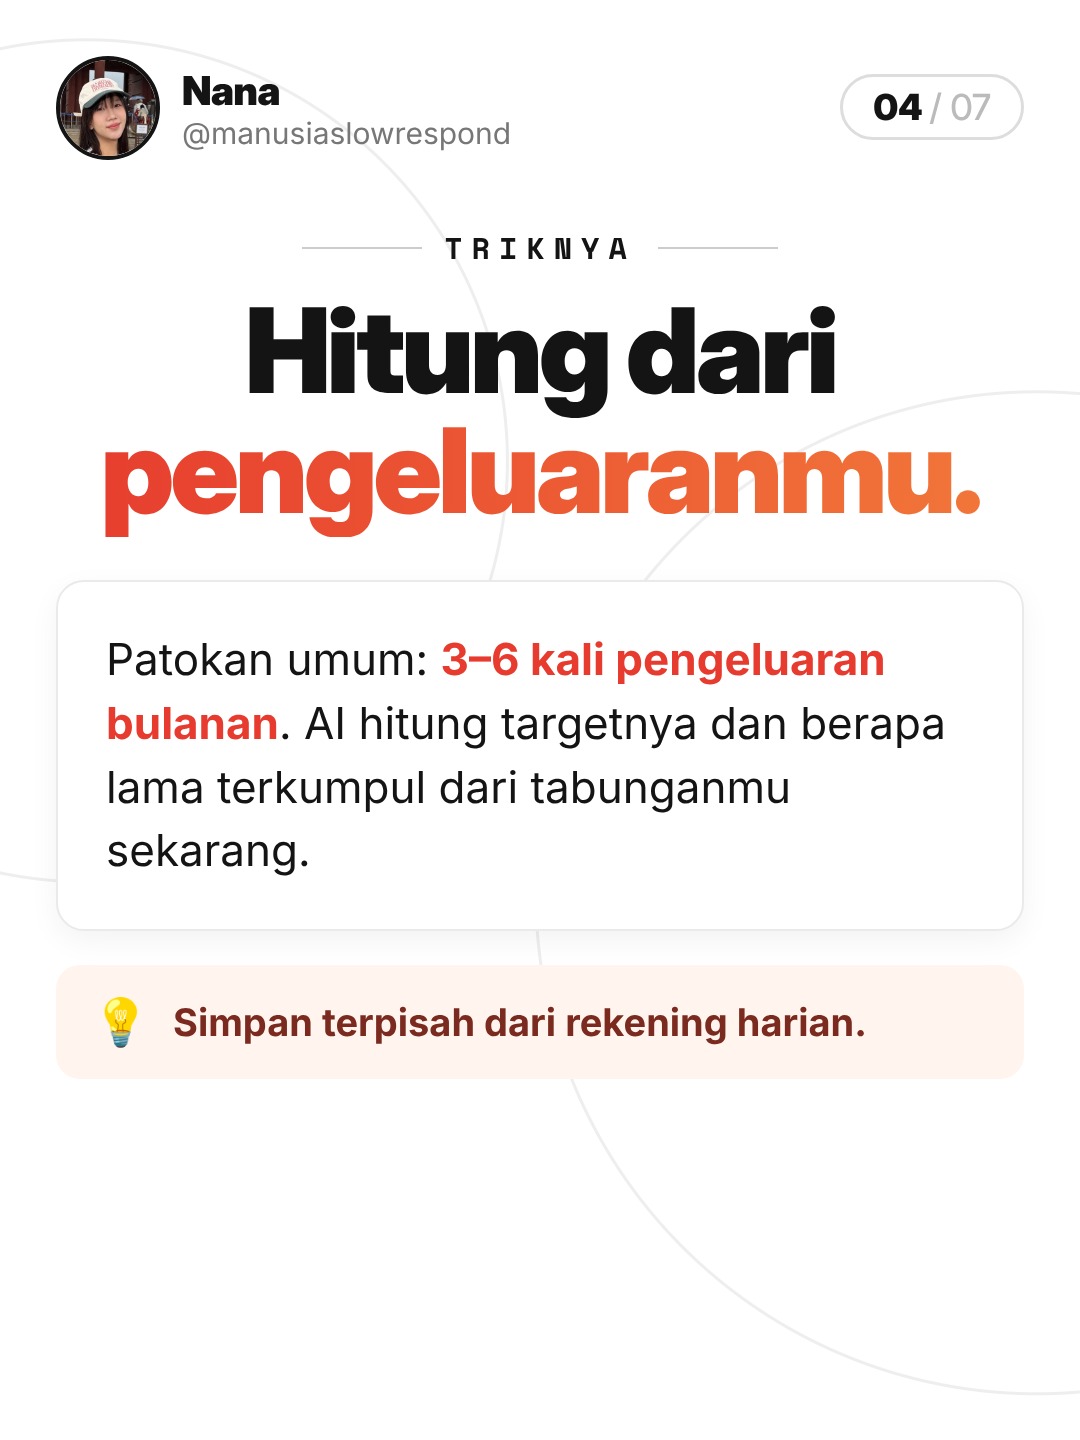 Nana
@manusiaslowrespond
04 / 07
TRIKNYA
Hitung dari
pengeluaranmu.
Patokan umum: 3–6 kali pengeluaran
bulanan. AI hitung targetnya dan berapa
lama terkumpul dari tabunganmu
sekarang.
Simpan terpisah dari rekening harian.